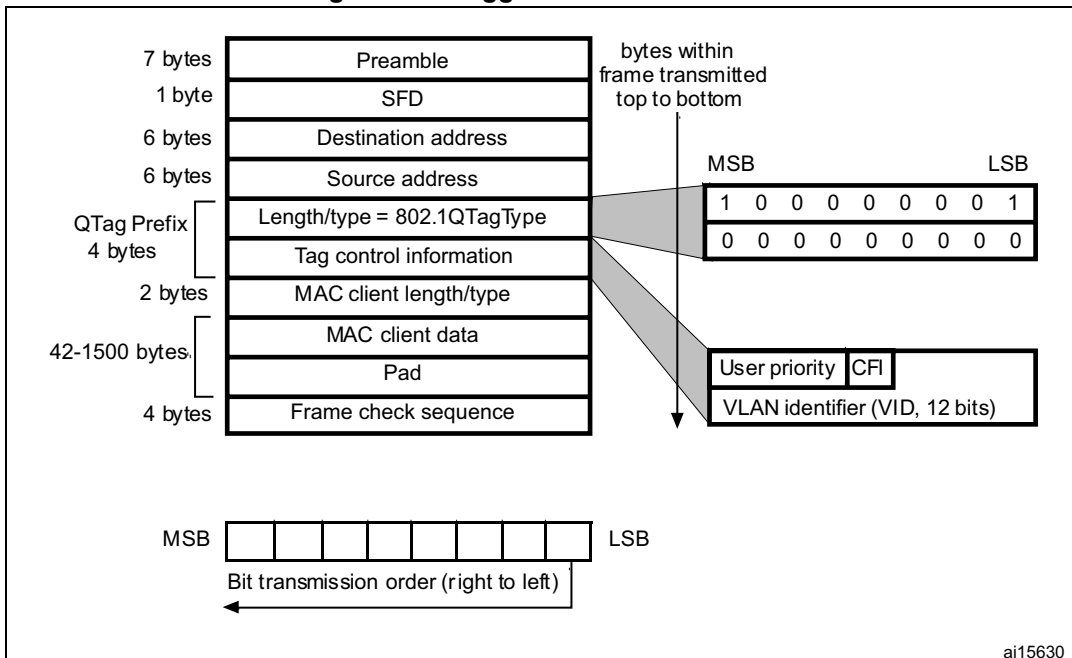 7 bytes
Preamble
1 byte
SFD
6 bytes
Destination address
6 bytes
Source address
QTag Prefix
4 bytes
Length/type = 802.1QTagType
Tag control information
2 bytes
MAC client length/type
42-1500 bytes
MAC client data
Pad
4 bytes
Frame check sequence
bytes within
frame transmitted
top to bottom
MSB LSB
1 0 0 0 0 0 0 0 1
0 0 0 0 0 0 0 0 0
User priority CFI
VLAN identifier (VID, 12 bits)
MSB LSB
Bit transmission order (right to left)
ai15630